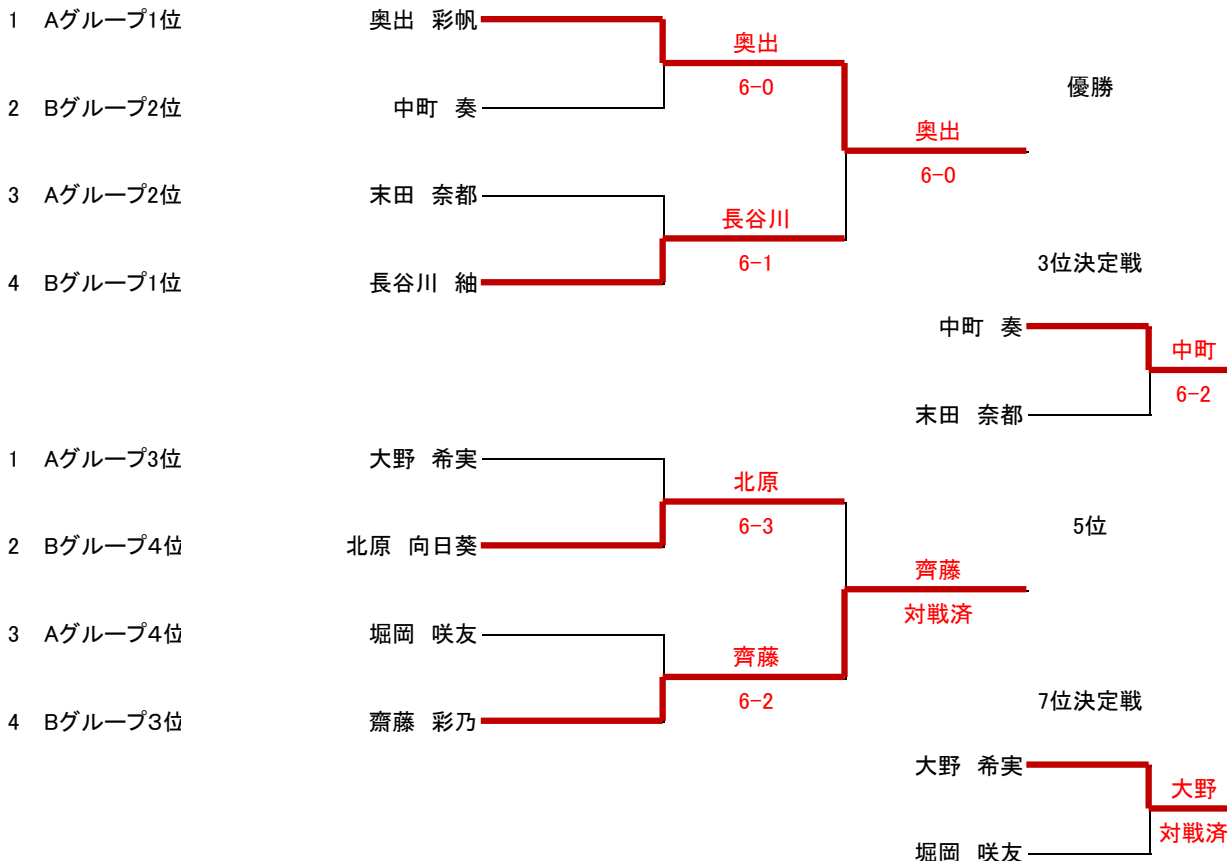 1 Aグループ1位 奥出 彩帆
奥出
6-0
優勝
2 Bグループ2位 中町 奏
奥出
6-0
3 Aグループ2位 末田 奈都
長谷川
6-1
3位決定戦
4 Bグループ1位 長谷川 紬
中町 奏
中町
6-2
末田 奈都
1 Aグループ3位 大野 希実
北原
6-3
5位
2 Bグループ4位 北原 向日葵
齊藤
対戦済
3 Aグループ4位 堀岡 咲友
齊藤
6-2
7位決定戦
4 Bグループ3位 齋藤 彩乃
大野 希実
大野
対戦済
堀岡 咲友